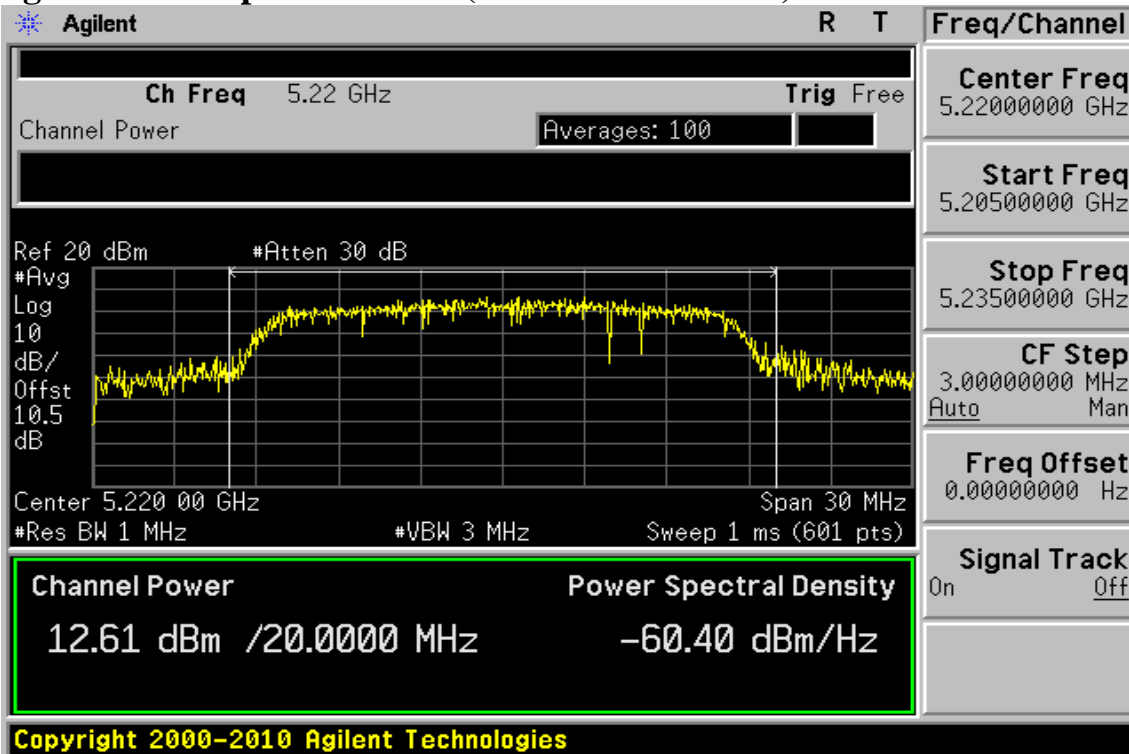 Agilent R T
Freq/Channel
Ch Freq 5.22 GHz Trig Free
Channel Power Averages: 100
Ref 20 dBm #Atten 30 dB
#Avg
Log
10
dB/
Offst
10.5
dB
Center 5.220 00 GHz Span 30 MHz
#Res BW 1 MHz #VBW 3 MHz Sweep 1 ms (601 pts)
Channel Power Power Spectral Density
12.61 dBm /20.0000 MHz -60.40 dBm/Hz
Center Freq
5.22000000 GHz
Start Freq
5.20500000 GHz
Stop Freq
5.23500000 GHz
CF Step
3.00000000 MHz
Auto Man
Freq Offset
0.00000000 Hz
Signal Track
On Off
Copyright 2000-2010 Agilent Technologies